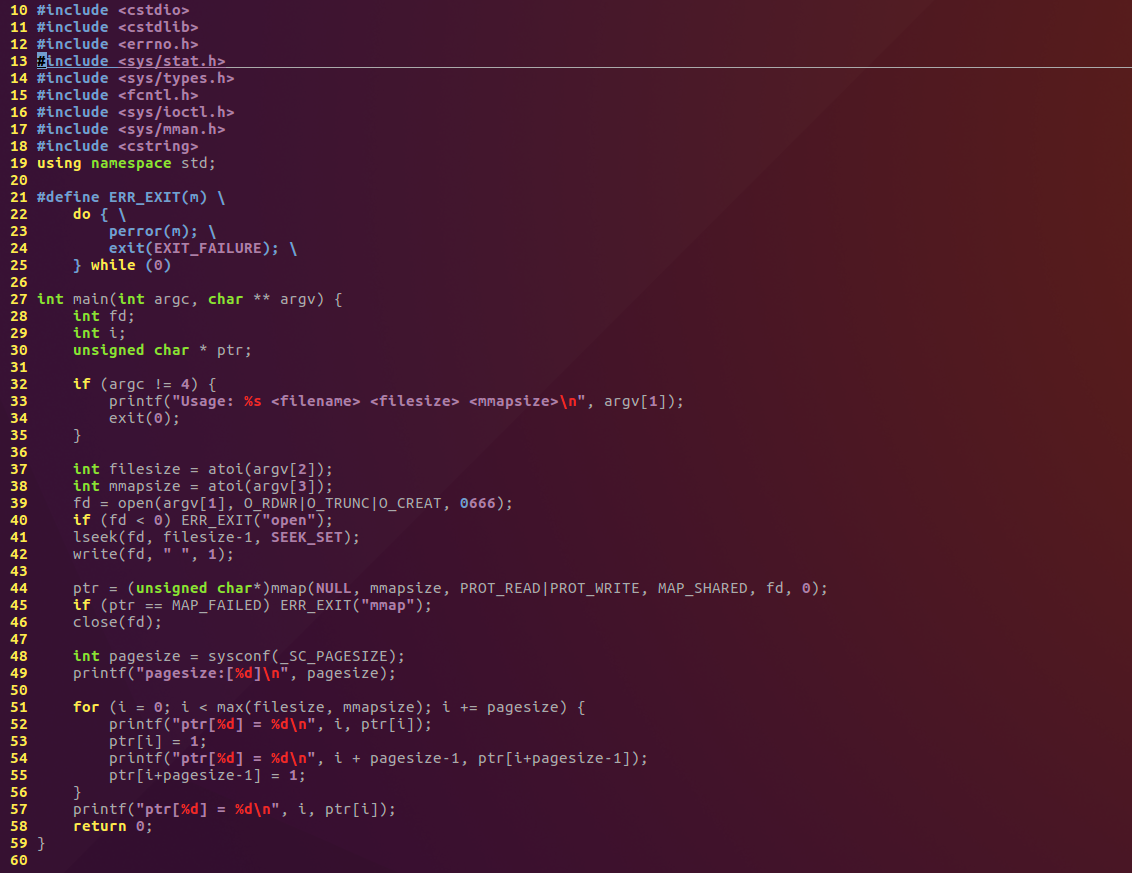 10 #include <cstdio>
11 #include <cstdlib>
12 #include <errno.h>
13 #include <sys/stat.h>
14 #include <sys/types.h>
15 #include <fcntl.h>
16 #include <sys/ioctl.h>
17 #include <sys/mman.h>
18 #include <cstring>
19 using namespace std;
20
21 #define ERR_EXIT(m) \
22     do { \
23         perror(m); \
24         exit(EXIT_FAILURE); \
25     } while (0)
26
27 int main(int argc, char ** argv) {
28     int fd;
29     int i;
30     unsigned char * ptr;
31
32     if (argc != 4) {
33         printf("Usage: %s <filename> <filesize> <mmapsize>\n", argv[1]);
34         exit(0);
35     }
36
37     int filesize = atoi(argv[2]);
38     int mmapsize = atoi(argv[3]);
39     fd = open(argv[1], O_RDWR|O_TRUNC|O_CREAT, 0666);
40     if (fd < 0) ERR_EXIT("open");
41     lseek(fd, filesize-1, SEEK_SET);
42     write(fd, " ", 1);
43
44     ptr = (unsigned char*)mmap(NULL, mmapsize, PROT_READ|PROT_WRITE, MAP_SHARED, fd, 0);
45     if (ptr == MAP_FAILED) ERR_EXIT("mmap");
46     close(fd);
47
48     int pagesize = sysconf(_SC_PAGESIZE);
49     printf("pagesize:[%d]\n", pagesize);
50
51     for (i = 0; i < max(filesize, mmapsize); i += pagesize) {
52         printf("ptr[%d] = %d\n", i, ptr[i]);
53         ptr[i] = 1;
54         printf("ptr[%d] = %d\n", i + pagesize-1, ptr[i+pagesize-1]);
55         ptr[i+pagesize-1] = 1;
56     }
57     printf("ptr[%d] = %d\n", i, ptr[i]);
58     return 0;
59 }
60